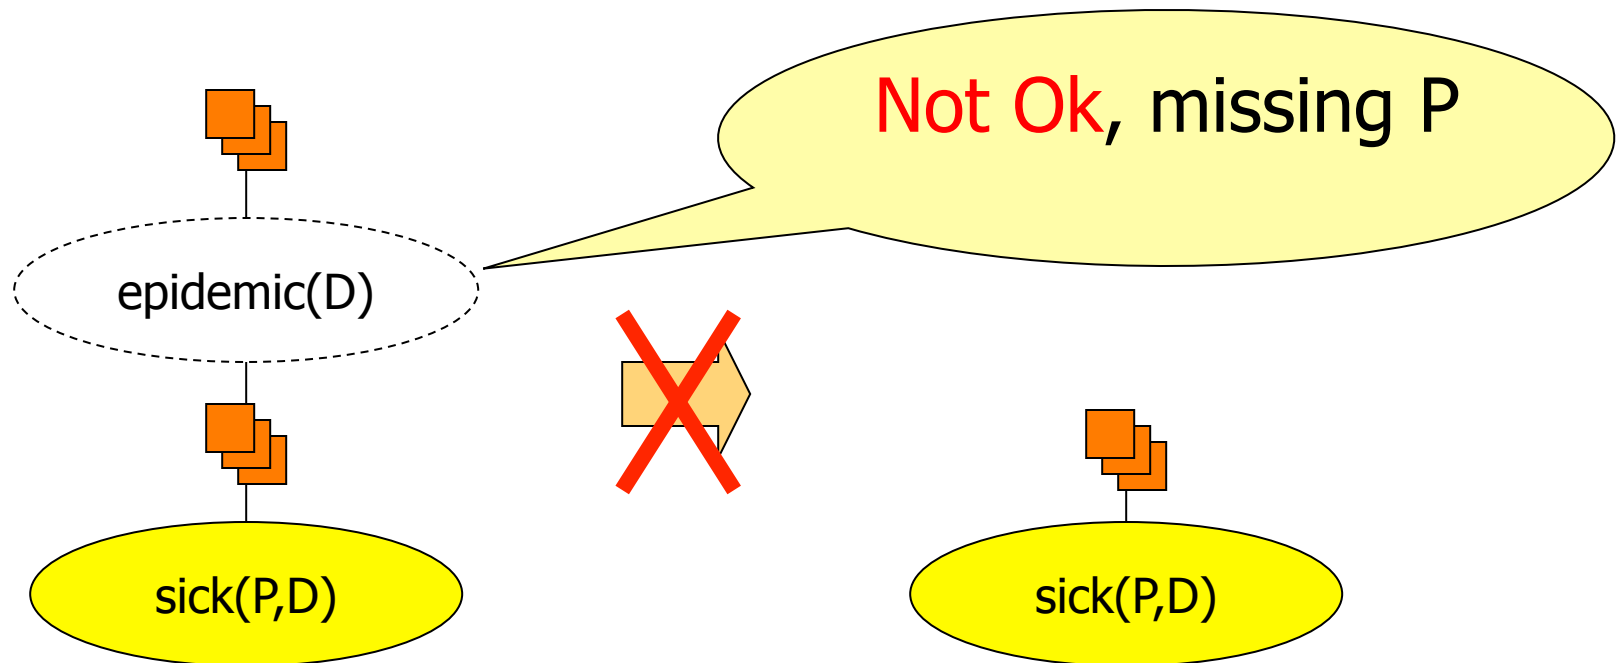 Not Ok, missing P
epidemic(D)
sick(P,D)
sick(P,D)